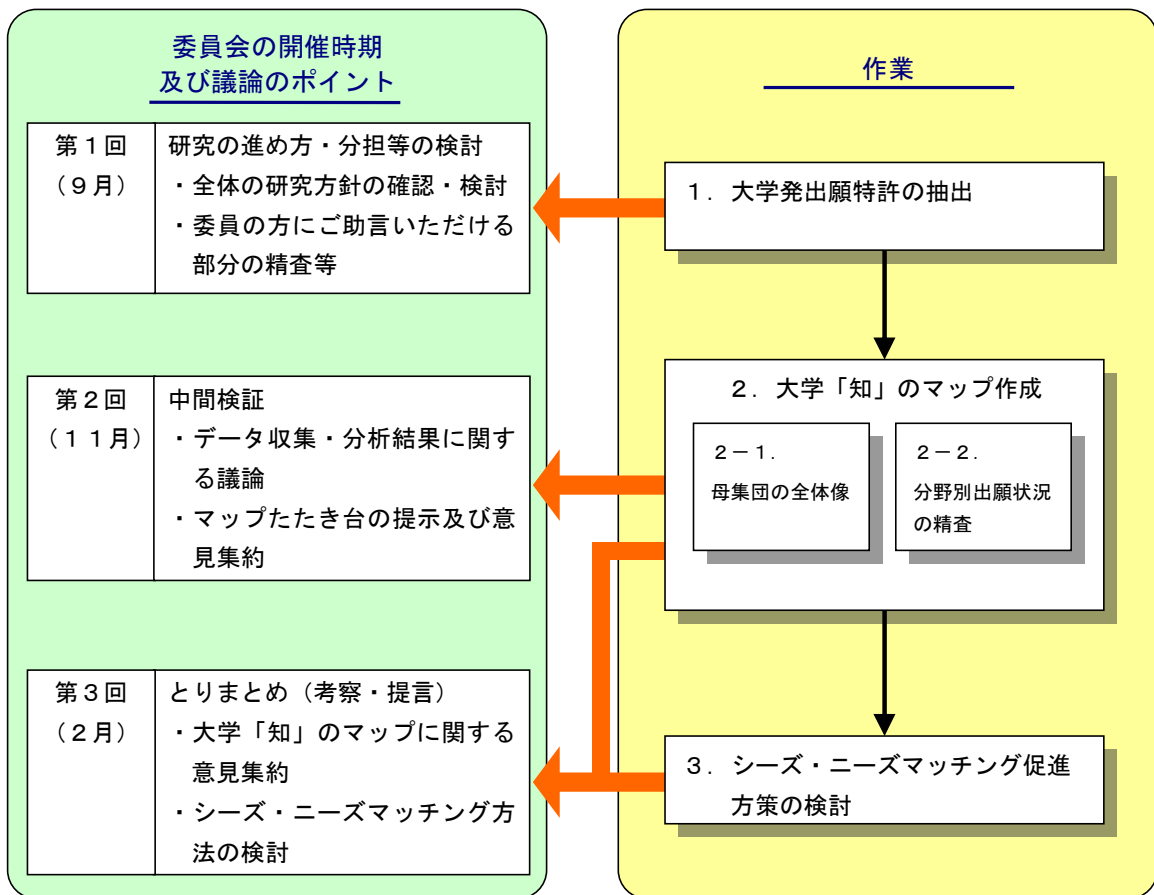 委員会の開催時期
及び議論のポイント
第１回
（９月）
研究の進め方・分担等の検討
・全体の研究方針の確認・検討
・委員の方にご助言いただける
部分の精査等
第２回
（１１月）
中間検証
・データ収集・分析結果に関す
る議論
・マップたたき台の提示及び意
見集約
第３回
（２月）
とりまとめ（考察・提言）
・大学「知」のマップに関する
意見集約
・シーズ・ニーズマッチング方
法の検討
作業
１．大学発出願特許の抽出
２．大学「知」のマップ作成
２－１．
母集団の全体像
２－２．
分野別出願状況
の精査
３．シーズ・ニーズマッチング促進
方策の検討